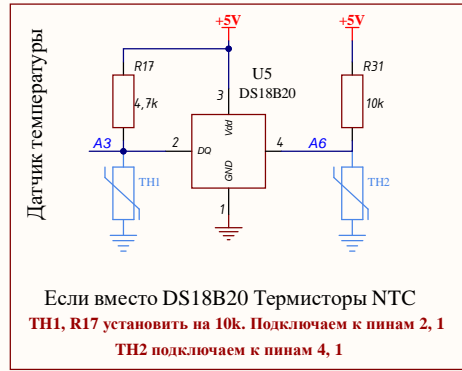 +5V
+5V
R17
U5
R31
DS18B20
4,7k
3
10k
Vdd
A3
2
DQ
4
A6
GND
TH1
TH2
1
Датчик температуры
Если вместо DS18B20 Термисторы NTC
TH1, R17 установить на 10k. Подключаем к пинам 2, 1
TH2 подключаем к пинам 4, 1